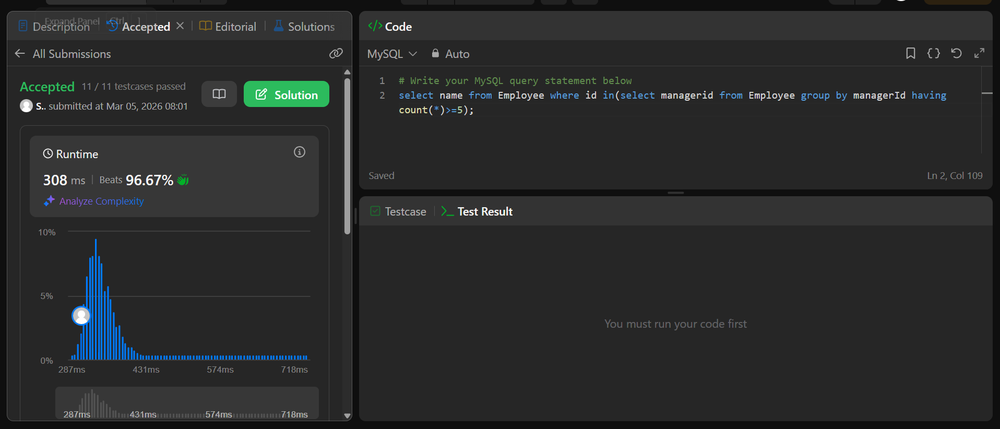 Expand Panel Ctrl ]
Description Accepted Editorial Solutions
All Submissions
Accepted 11 / 11 testcases passed
S.. submitted at Mar 05, 2026 08:01
Solution
Runtime
308 ms Beats 96.67%
Analyze Complexity
10%
5%
0%
287ms 431ms 574ms 718ms
287ms 431ms 574ms 718ms
</> Code
MySQL Auto
1 # Write your MySQL query statement below
2 select name from Employee where id in(select managerid from Employee group by managerId having
count(*)>=5);
Saved Ln 2, Col 109
Testcase >_ Test Result
You must run your code first